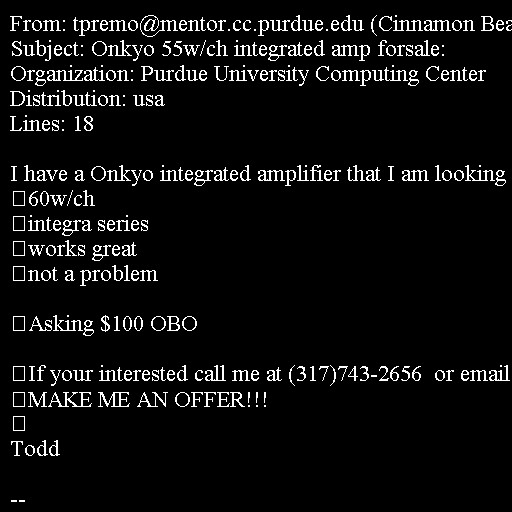 From: tpremo@mentor.cc.purdue.edu (Cinnamon Bea
Subject: Onkyo 55w/ch integrated amp forsale:
Organization: Purdue University Computing Center
Distribution: usa
Lines: 18
I have a Onkyo integrated amplifier that I am looking
60w/ch
integra series
works great
not a problem
Asking $100 OBO
If your interested call me at (317)743-2656  or email
MAKE ME AN OFFER!!!
Todd
--